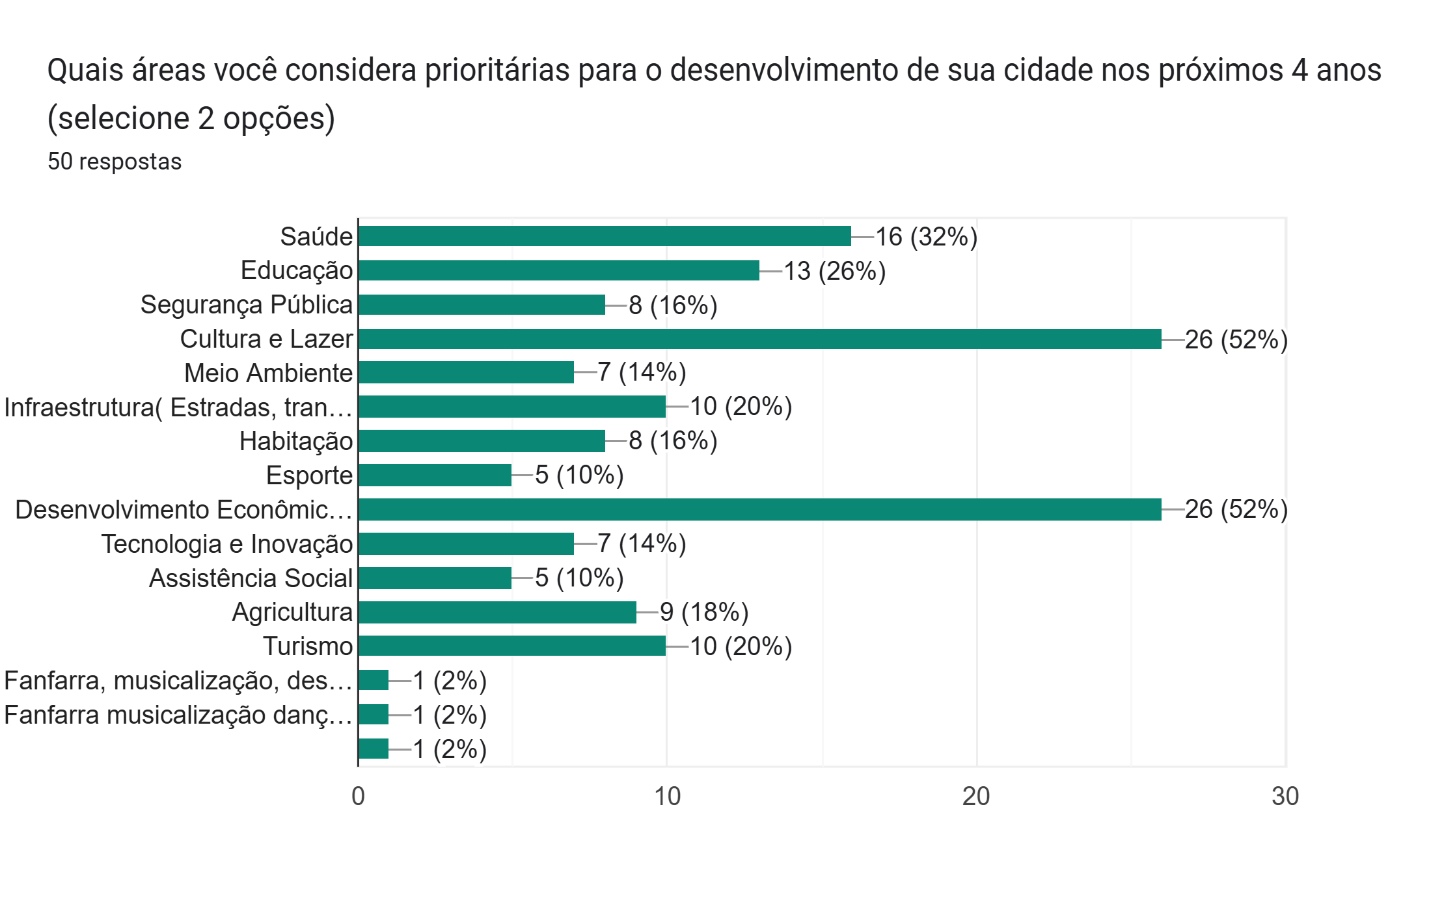 Quais áreas você considera prioritárias para o desenvolvimento de sua cidade nos próximos 4 anos
(selecione 2 opções)
50 respostas
Saúde 16 (32%)
Educação 13 (26%)
Segurança Pública 8 (16%)
Cultura e Lazer 26 (52%)
Meio Ambiente 7 (14%)
Infraestrutura( Estradas, tran… 10 (20%)
Habitação 8 (16%)
Esporte 5 (10%)
Desenvolvimento Econômic… 26 (52%)
Tecnologia e Inovação 7 (14%)
Assistência Social 5 (10%)
Agricultura 9 (18%)
Turismo 10 (20%)
Fanfarra, musicalização, des… 1 (2%)
Fanfarra musicalização danç… 1 (2%)
1 (2%)
0 10 20 30